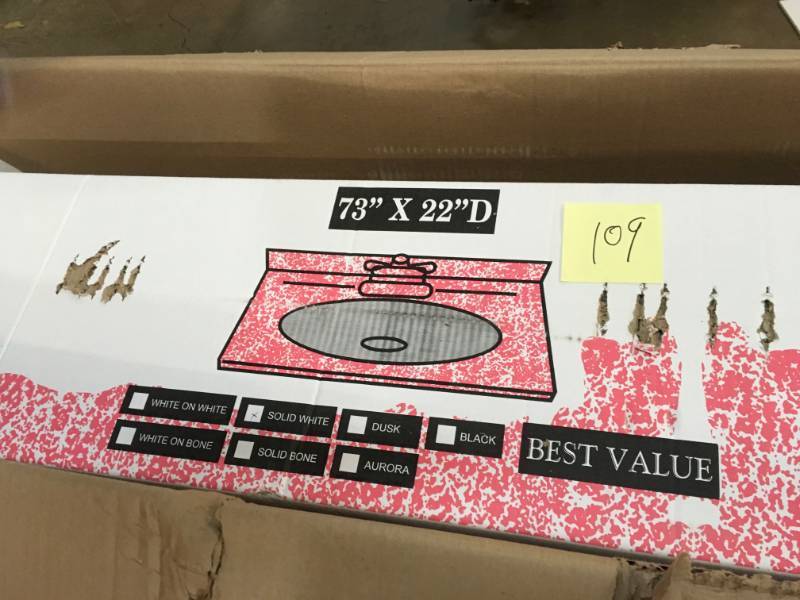 73" X 22"D
109
WHITE ON WHITE
SOLID WHITE
DUSK
BLACK
WHITE ON BONE
SOLID BONE
AURORA
BEST VALUE